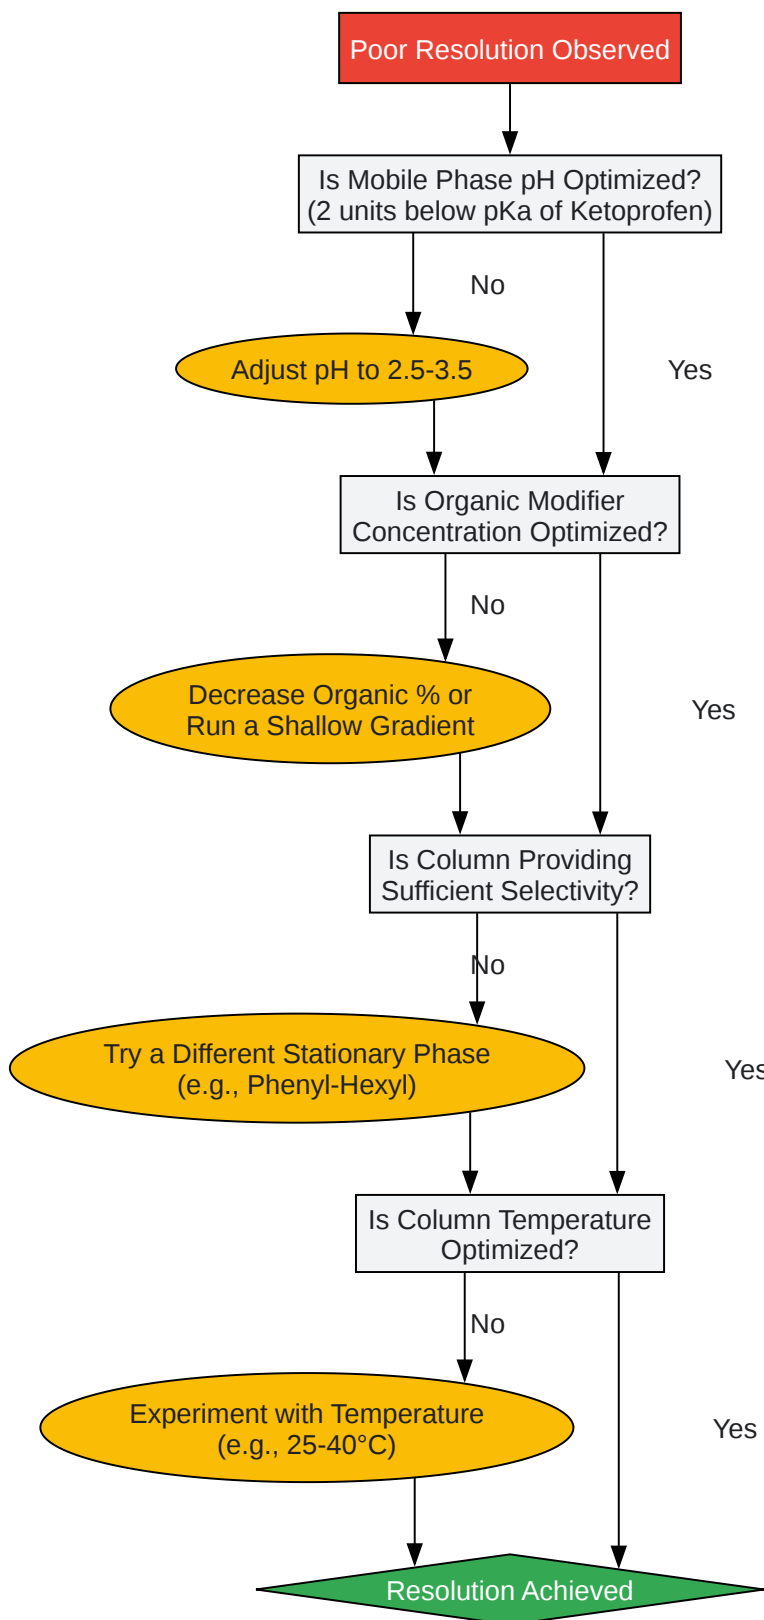 Poor Resolution Observed
Is Mobile Phase pH Optimized?
(2 units below pKa of Ketoprofen)
No
Adjust pH to 2.5-3.5
Yes
Is Organic Modifier
Concentration Optimized?
No
Decrease Organic % or
Run a Shallow Gradient
Yes
Is Column Providing
Sufficient Selectivity?
No
Try a Different Stationary Phase
(e.g., Phenyl-Hexyl)
Yes
Is Column Temperature
Optimized?
No
Experiment with Temperature
(e.g., 25-40°C)
Yes
Resolution Achieved